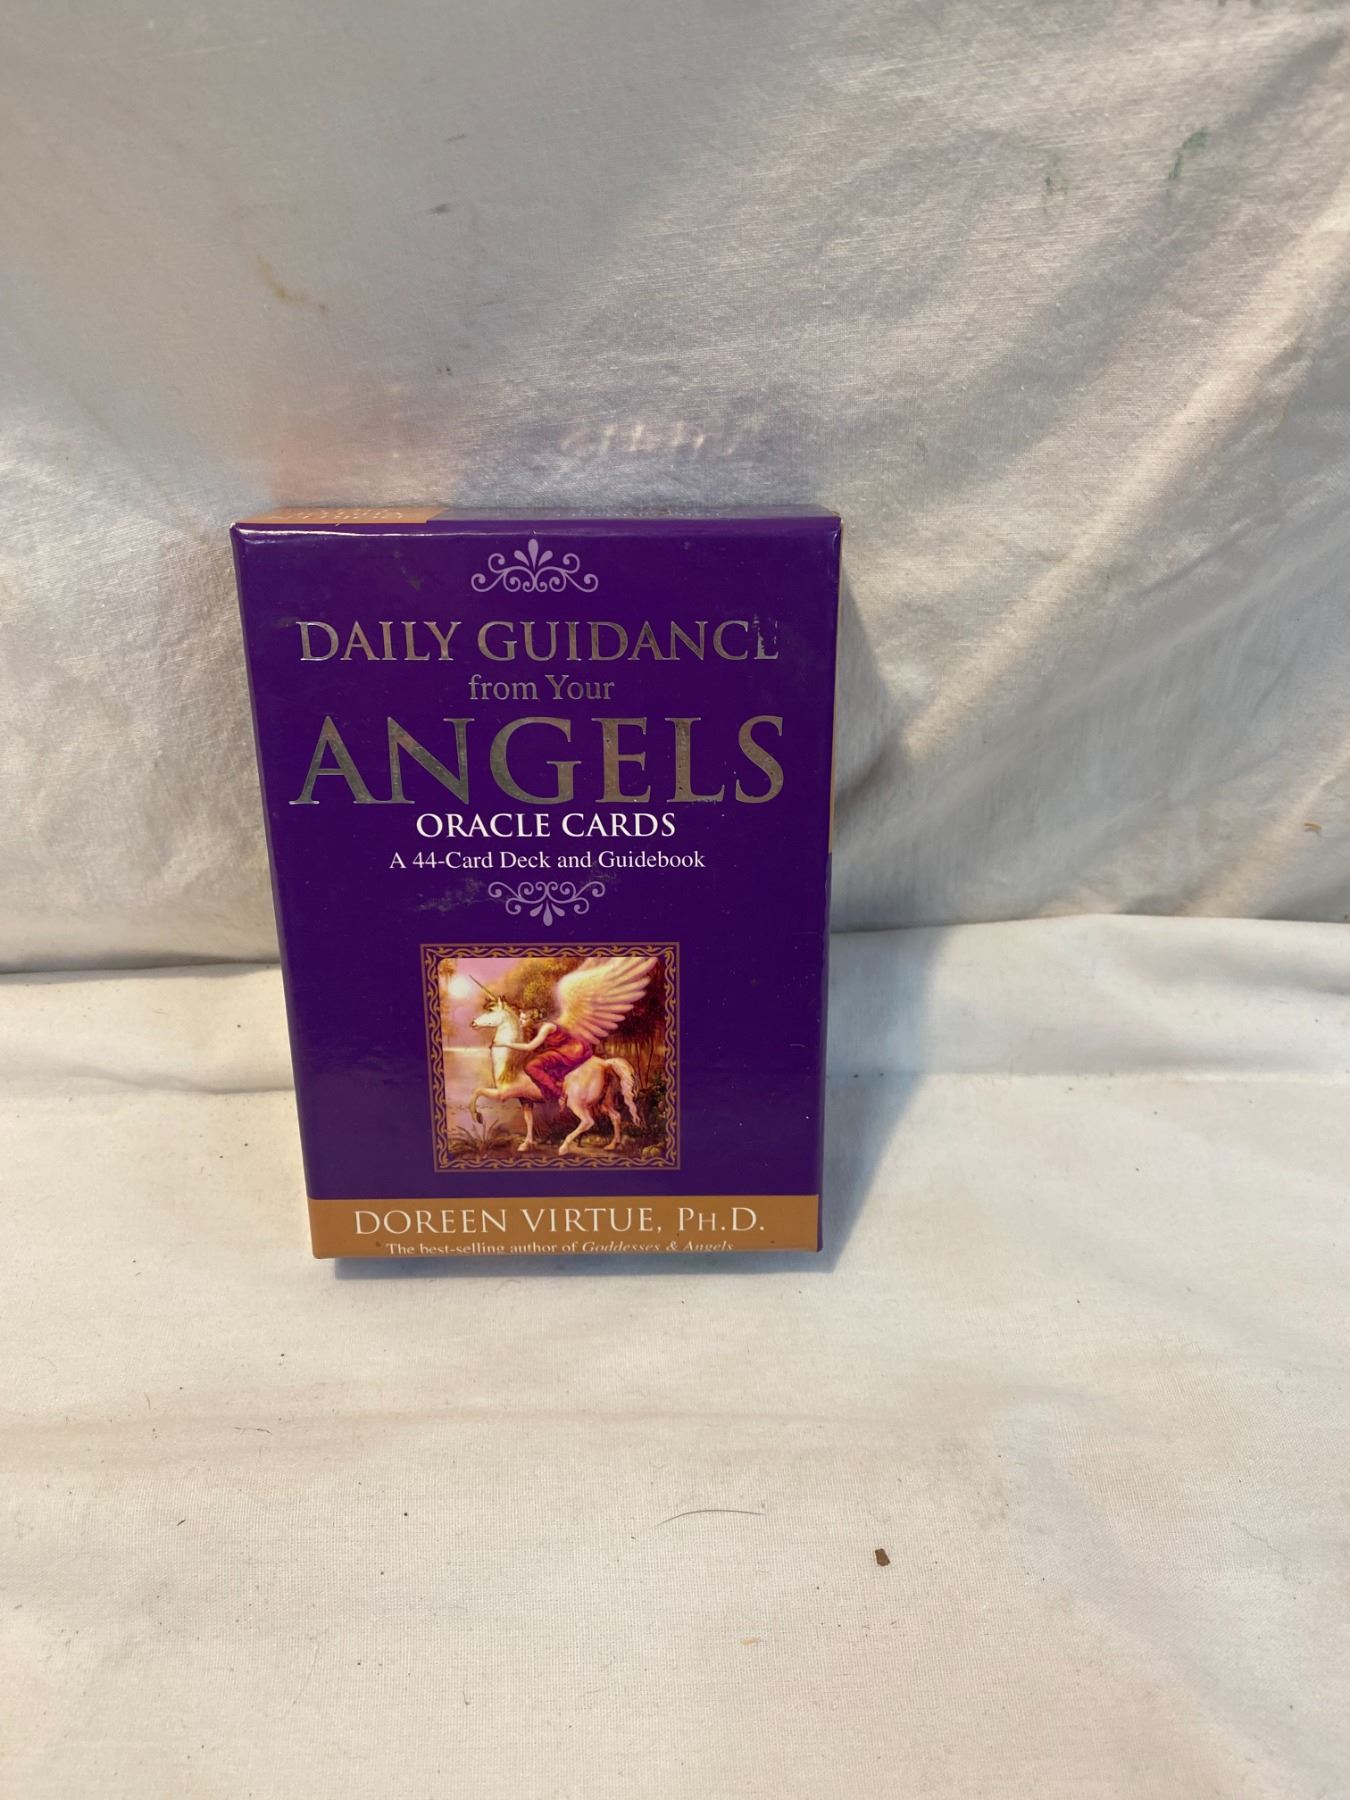 DAILY GUIDANCE
from Your
ANGELS
ORACLE CARDS
A 44-Card Deck and Guidebook
DOREEN VIRTUE, PH.D.
The best-selling author of Goddesses & Angels